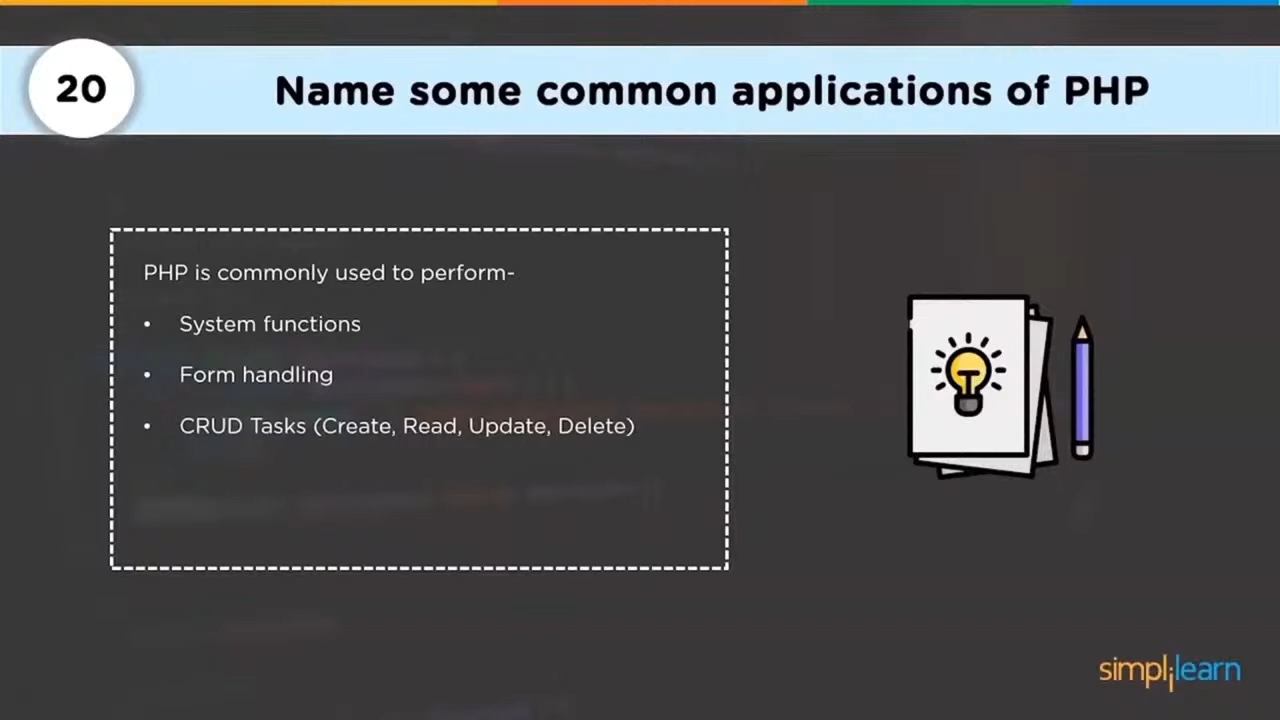 20
Name some common applications of PHP
PHP is commonly used to perform-
• System functions
• Form handling
• CRUD Tasks (Create, Read, Update, Delete)
simplilearn